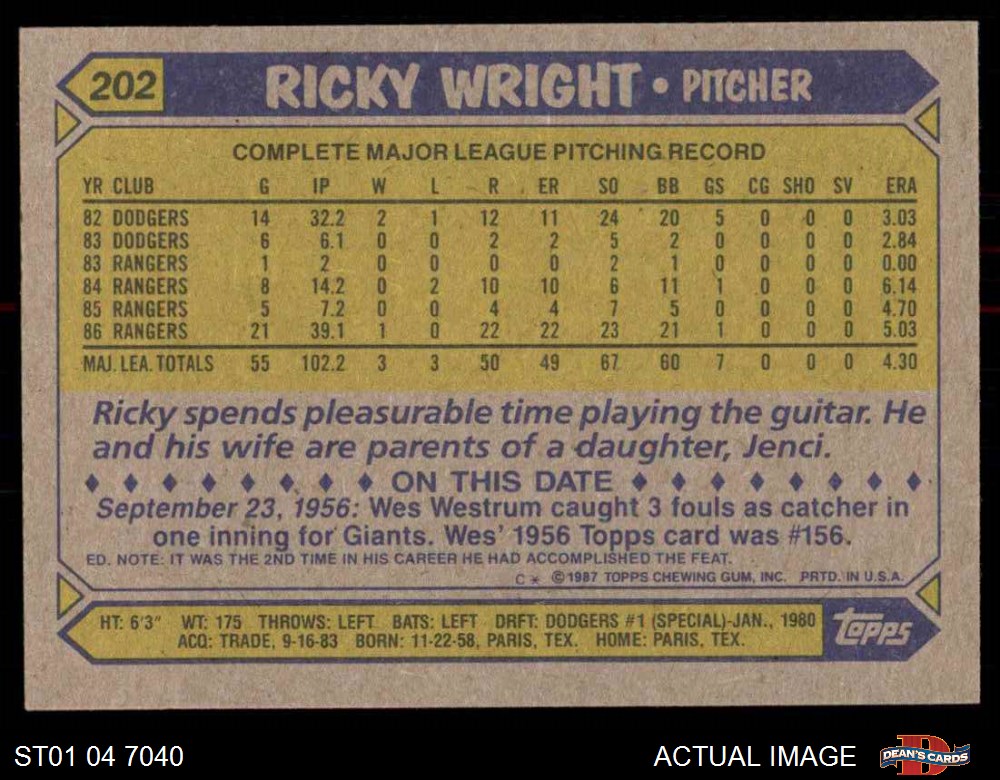 202 RICKY WRIGHT • PITCHER
COMPLETE MAJOR LEAGUE PITCHING RECORD
YR CLUB G IP W L R ER SO BB GS CG SHO SV ERA
82 DODGERS 14 32.2 2 1 12 11 24 20 5 0 0 0 3.03
83 DODGERS 6 6.1 0 0 2 2 5 2 0 0 0 0 2.84
83 RANGERS 1 2 0 0 0 0 2 1 0 0 0 0 0.00
84 RANGERS 8 14.2 0 2 10 10 6 11 1 0 0 0 6.14
85 RANGERS 5 7.2 0 0 4 4 7 5 0 0 0 0 4.70
86 RANGERS 21 39.1 1 0 22 22 23 21 1 0 0 0 5.03
MAJ. LEA. TOTALS 55 102.2 3 3 50 49 67 60 7 0 0 0 4.30
Ricky spends pleasurable time playing the guitar. He
and his wife are parents of a daughter, Jenci.
♦ ♦ ♦ ♦ ♦ ♦ ♦ ♦ ON THIS DATE ♦ ♦ ♦ ♦ ♦ ♦ ♦ ♦
September 23, 1956: Wes Westrum caught 3 fouls as catcher in
one inning for Giants. Wes' 1956 Topps card was #156.
ED. NOTE: IT WAS THE 2ND TIME IN HIS CAREER HE HAD ACCOMPLISHED THE FEAT.
C* ©1987 TOPPS CHEWING GUM, INC. PRTD. IN U.S.A.
HT: 6'3" WT: 175 THROWS: LEFT BATS: LEFT DRFT: DODGERS #1 (SPECIAL)-JAN., 1980
ACQ: TRADE, 9-16-83 BORN: 11-22-58, PARIS, TEX. HOME: PARIS, TEX.
topps
ST01 04 7040
ACTUAL IMAGE
D
DEAN'S CARDS